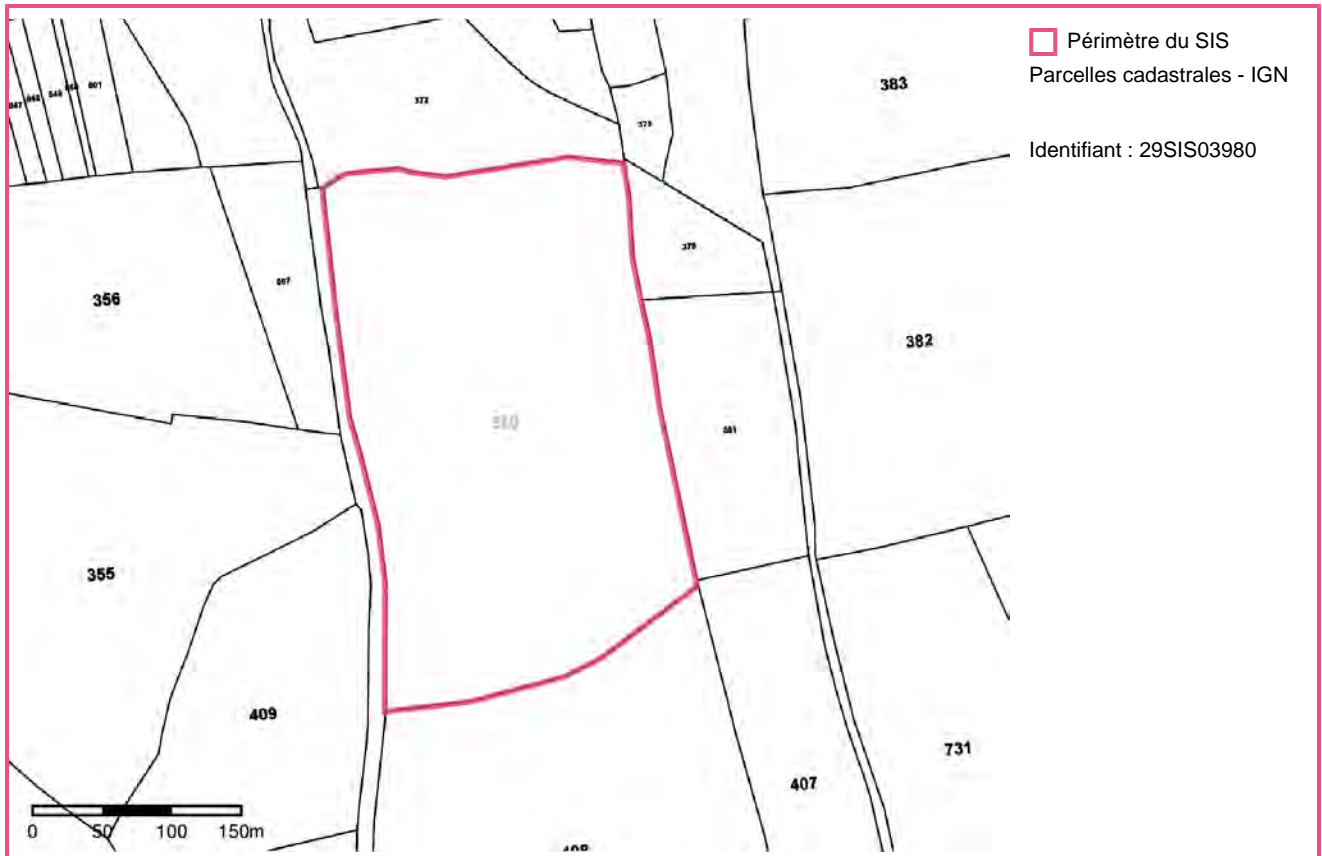 Périmètre du SIS
Parcelles cadastrales - IGN
Identifiant : 29SIS03980
383
372
356
382
355
409
731
407
0 50 100 150m